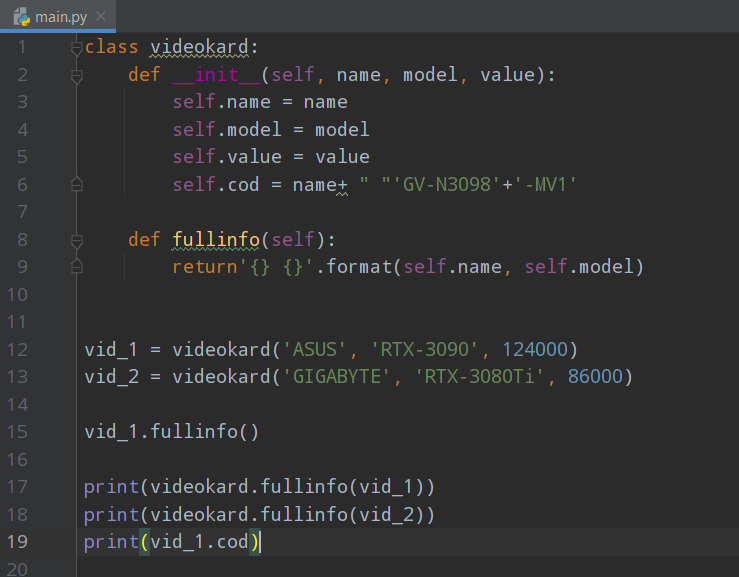 main.py
1 class videokard:
2     def __init__(self, name, model, value):
3         self.name = name
4         self.model = model
5         self.value = value
6         self.cod = name+ " "'GV-N3098'+'-MV1'
7
8     def fullinfo(self):
9         return'{} {}'.format(self.name, self.model)
10
11
12 vid_1 = videokard('ASUS', 'RTX-3090', 124000)
13 vid_2 = videokard('GIGABYTE', 'RTX-3080Ti', 86000)
14
15 vid_1.fullinfo()
16
17 print(videokard.fullinfo(vid_1))
18 print(videokard.fullinfo(vid_2))
19 print(vid_1.cod)
20